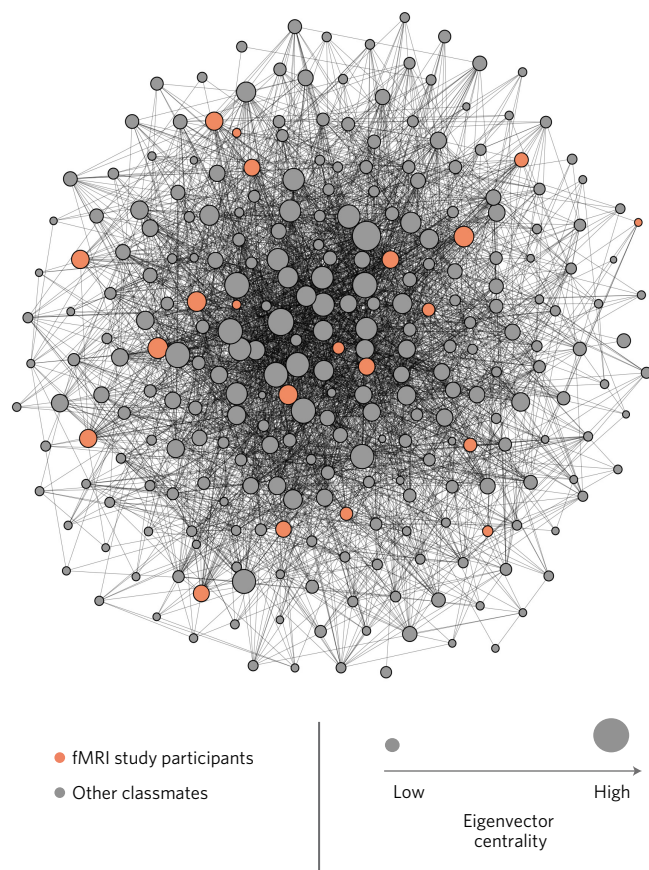 fMRI study participants
Other classmates
Low
High
Eigenvector
centrality